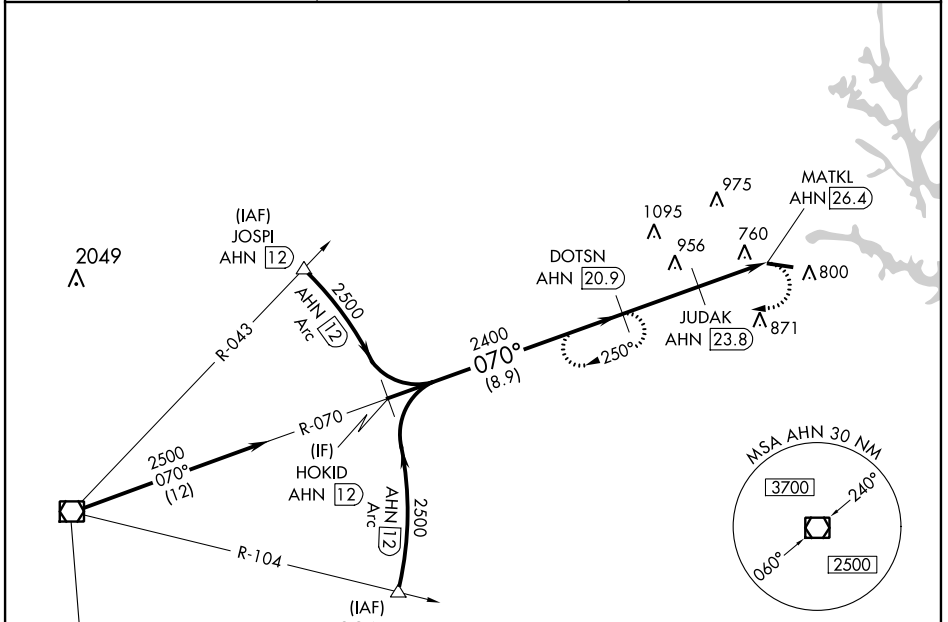 2049
(IAF)
JOSPI
AHN 12
2500
AHN 12
Arc
R-043
R-070
2500
070°
(12)
(IF)
HOKID
AHN 12
R-104
2500
AHN 12
Arc
(IAF)
2400
070°
(8.9)
DOTSN
AHN 20.9
250°
JUDAK
AHN 23.8
1095
975
956
760
MATKL
AHN 26.4
800
871
MSA AHN 30 NM
3700
240°
060°
2500